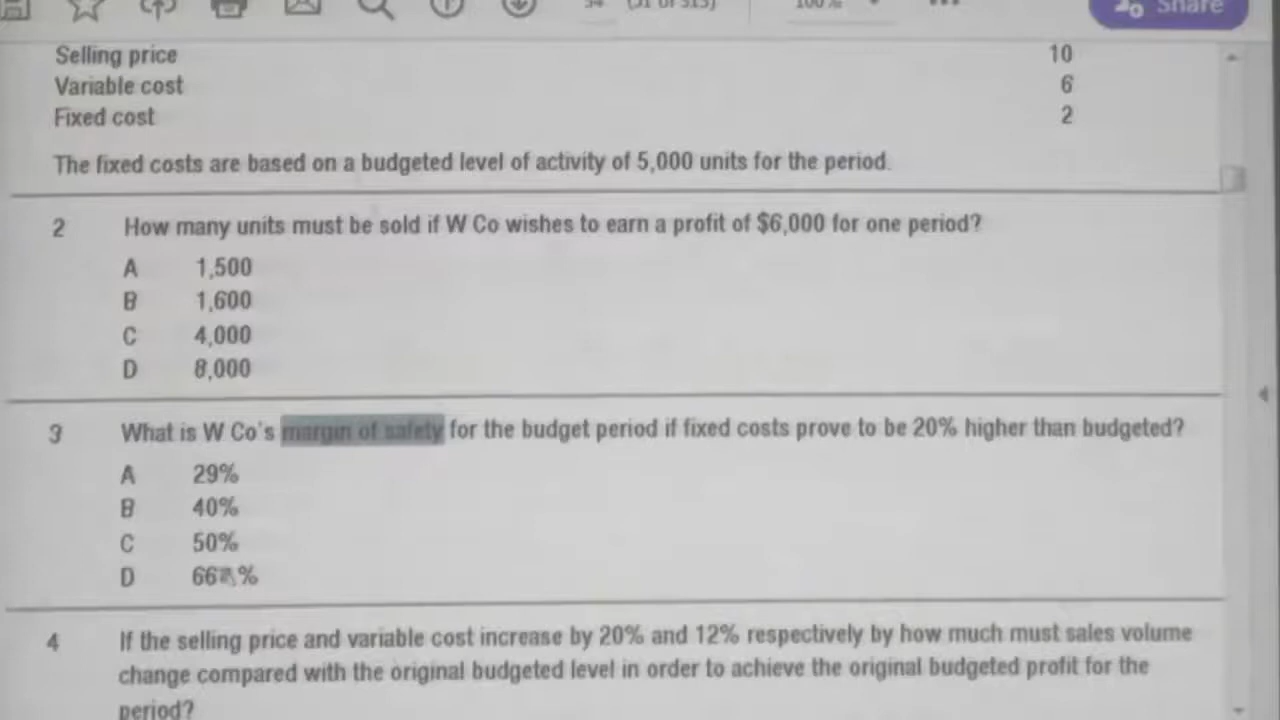 Share
100%
Selling price 10
Variable cost 6
Fixed cost 2
The fixed costs are based on a budgeted level of activity of 5,000 units for the period.
2 How many units must be sold if W Co wishes to earn a profit of $6,000 for one period?
A 1,500
B 1,600
C 4,000
D 8,000
3 What is W Co's margin of safety for the budget period if fixed costs prove to be 20% higher than budgeted?
A 29%
B 40%
C 50%
D
4 If the selling price and variable cost increase by 20% and 12% respectively by how much must sales volume
change compared with the original budgeted level in order to achieve the original budgeted profit for the
period?